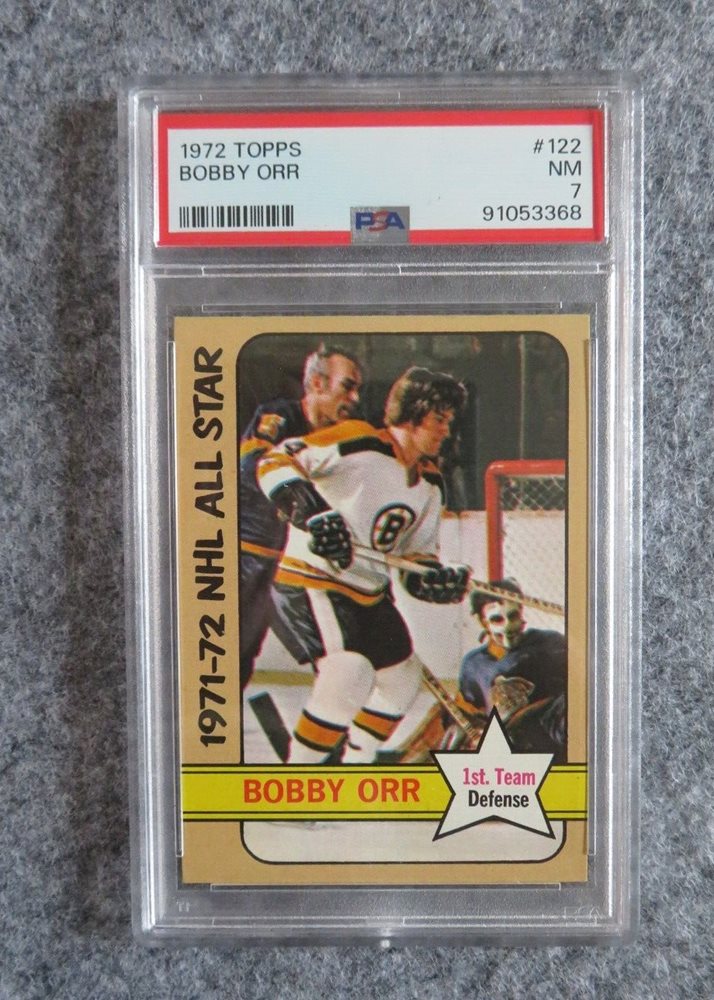 1972 TOPPS #122
BOBBY ORR NM
7
91053368
PSA
1971-72 NHL ALL STAR
B
BOBBY ORR
1st. Team
Defense